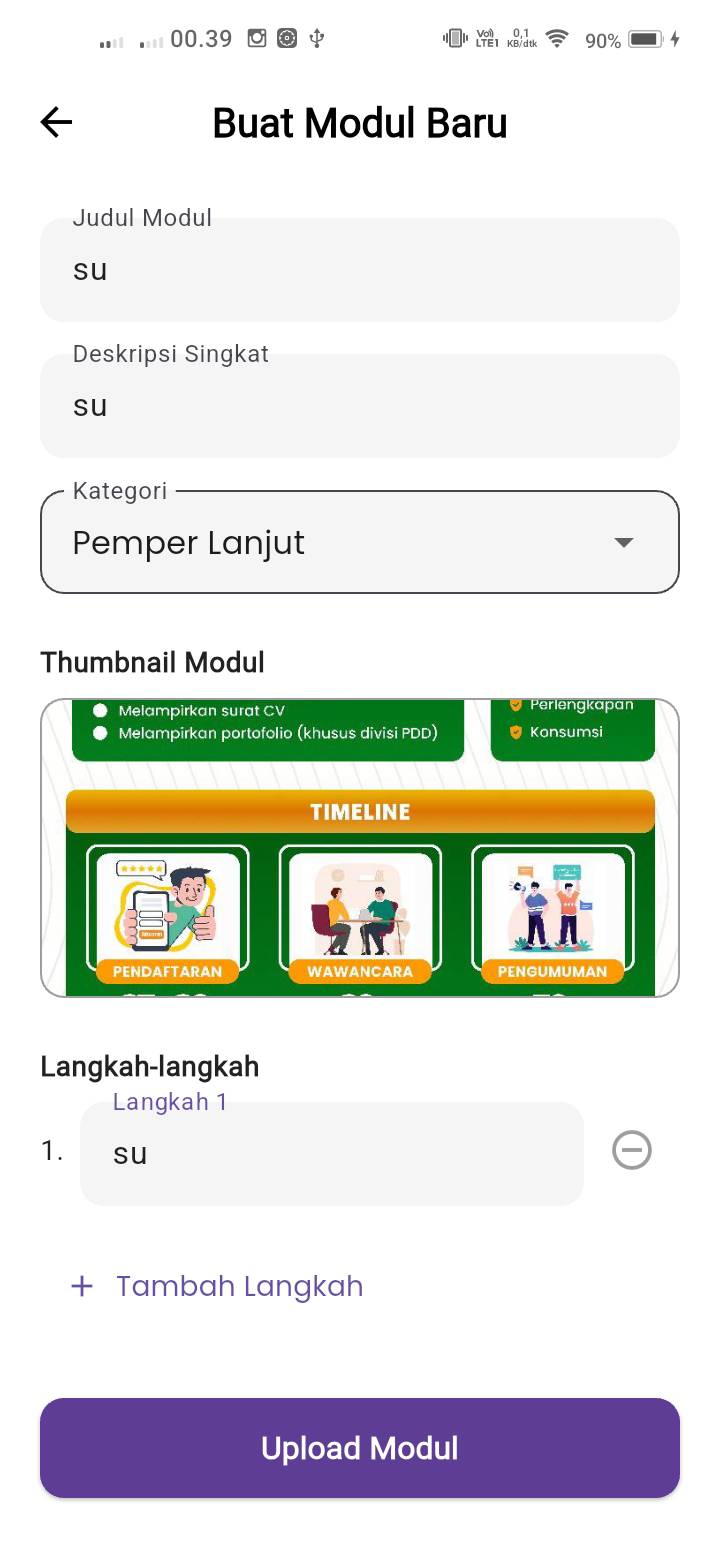 00.39
Vo)) LTE1
0,1 KB/dtk
90%
Buat Modul Baru
Judul Modul
su
Deskripsi Singkat
su
Kategori
Pemper Lanjut
Thumbnail Modul
Melampirkan surat CV
Melampirkan portofolio (khusus divisi PDD)
Perlengkapan
Konsumsi
TIMELINE
PENDAFTARAN
WAWANCARA
PENGUMUMAN
Langkah-langkah
Langkah 1
1.
su
+ Tambah Langkah
Upload Modul